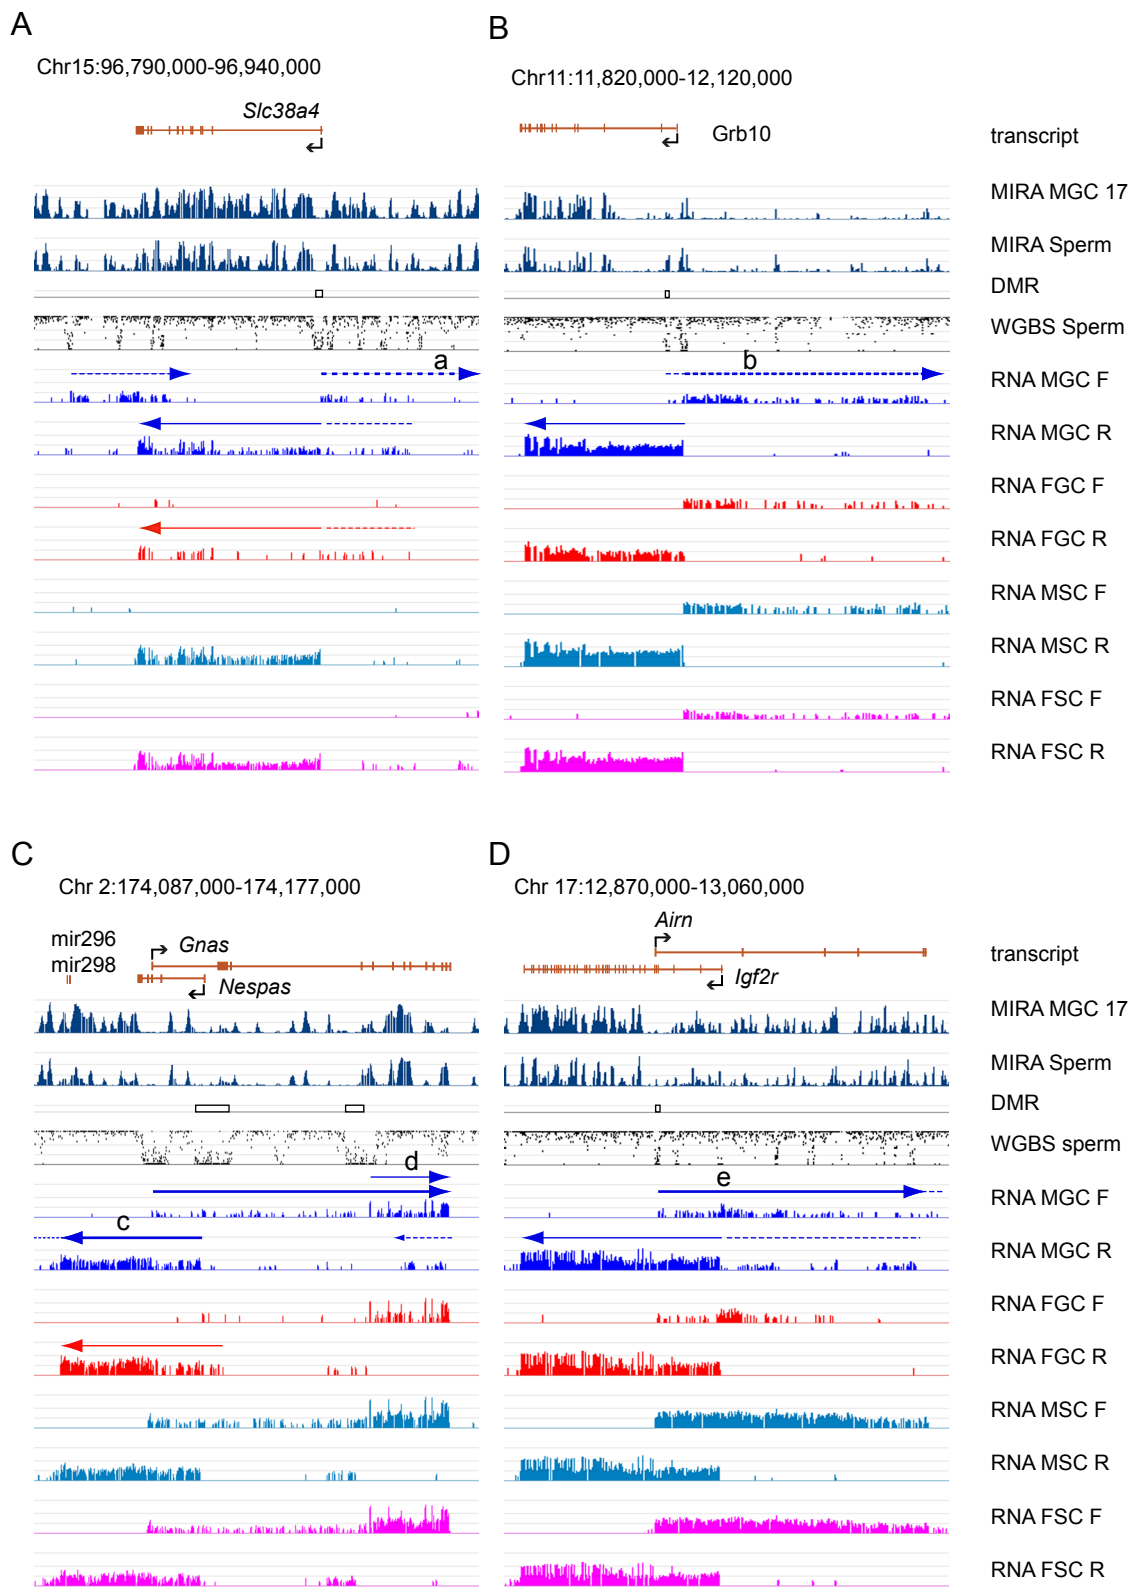 A
B
Chr15:96,790,000-96,940,000
Chr11:11,820,000-12,120,000
Slc38a4
Grb10
transcript
MIRA MGC 17
MIRA Sperm
DMR
WGBS Sperm
a
b
RNA MGC F
RNA MGC R
RNA FGC F
RNA FGC R
RNA MSC F
RNA MSC R
RNA FSC F
RNA FSC R
C
D
Chr 2:174,087,000-174,177,000
Chr 17:12,870,000-13,060,000
mir296
mir298
Gnas
Nespas
Airn
Igf2r
transcript
MIRA MGC 17
MIRA Sperm
DMR
WGBS sperm
d
e
RNA MGC F
c
RNA MGC R
RNA FGC F
RNA FGC R
RNA MSC F
RNA MSC R
RNA FSC F
RNA FSC R